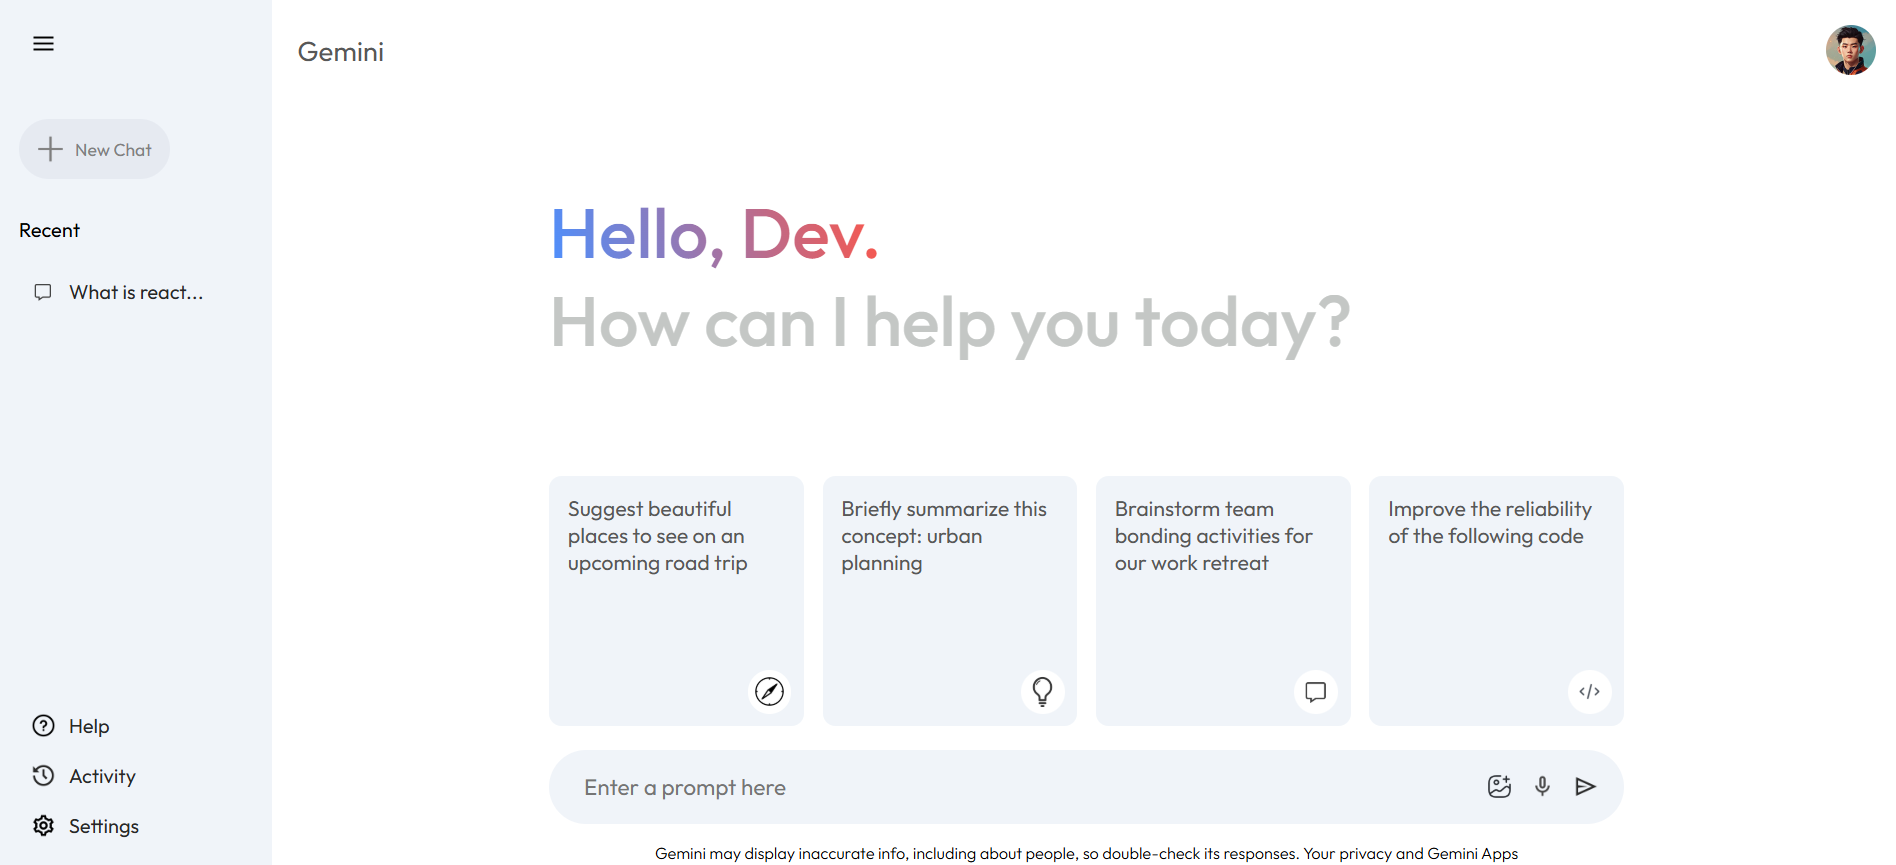 Gemini
New Chat
Recent
What is react...
Help
Activity
Settings
Hello, Dev.
How can I help you today?
Suggest beautiful
places to see on an
upcoming road trip
Briefly summarize this
concept: urban
planning
Brainstorm team
bonding activities for
our work retreat
Improve the reliability
of the following code
Enter a prompt here
Gemini may display inaccurate info, including about people, so double-check its responses. Your privacy and Gemini Apps